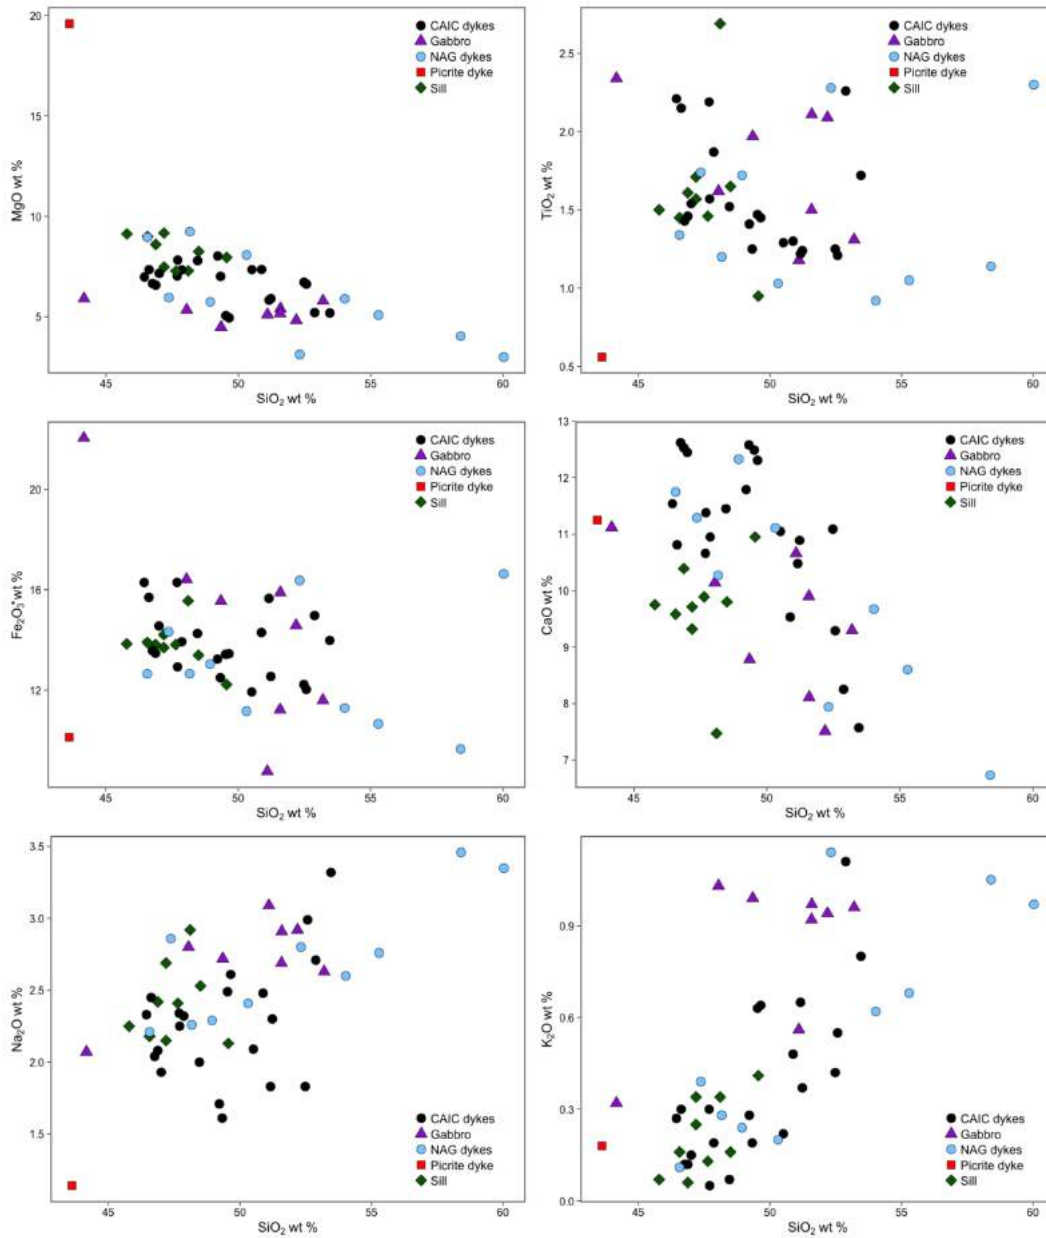 20
15
10
5
MgO wt %
CAIC dykes
Gabbro
NAG dykes
Picrite dyke
Sill
45 50 55 60
SiO₂ wt %
2.5
2.0
1.5
1.0
0.5
TiO₂ wt %
CAIC dykes
Gabbro
NAG dykes
Picrite dyke
Sill
45 50 55 60
SiO₂ wt %
20
16
12
Fe₂O₃* wt %
CAIC dykes
Gabbro
NAG dykes
Picrite dyke
Sill
45 50 55 60
SiO₂ wt %
13
12
11
10
9
8
7
CaO wt %
CAIC dykes
Gabbro
NAG dykes
Picrite dyke
Sill
45 50 55 60
SiO₂ wt %
3.5
3.0
2.5
2.0
1.5
Na₂O wt %
CAIC dykes
Gabbro
NAG dykes
Picrite dyke
Sill
45 50 55 60
SiO₂ wt %
0.9
0.6
0.3
0.0
K₂O wt %
CAIC dykes
Gabbro
NAG dykes
Picrite dyke
Sill
45 50 55 60
SiO₂ wt %